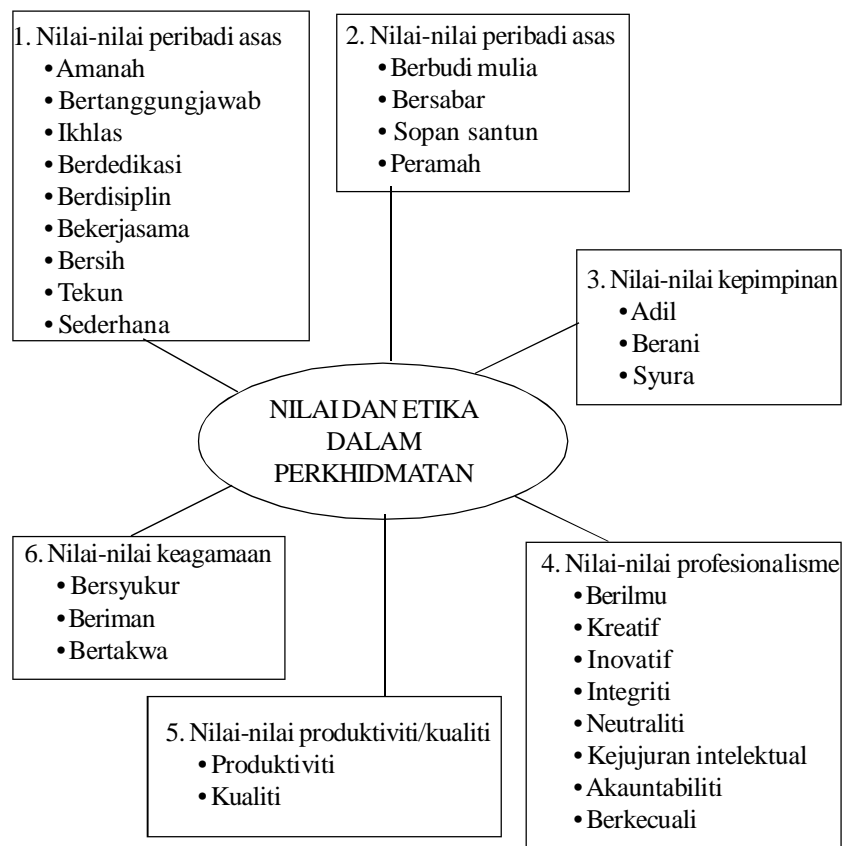 1. Nilai-nilai peribadi asas
• Amanah
• Bertanggungjawab
• Ikhlas
• Berdedikasi
• Berdisiplin
• Bekerjasama
• Bersih
• Tekun
• Sederhana
2. Nilai-nilai peribadi asas
• Berbudi mulia
• Bersabar
• Sopan santun
• Peramah
3. Nilai-nilai kepimpinan
• Adil
• Berani
• Syura
NILAI DAN ETIKA
DALAM
PERKHIDMATAN
4. Nilai-nilai profesionalisme
• Berilmu
• Kreatif
• Inovatif
• Integriti
• Neutraliti
• Kejujuran intelektual
• Akauntabiliti
• Berkecuali
5. Nilai-nilai produktiviti/kualiti
• Produktiviti
• Kualiti
6. Nilai-nilai keagamaan
• Bersyukur
• Beriman
• Bertakwa